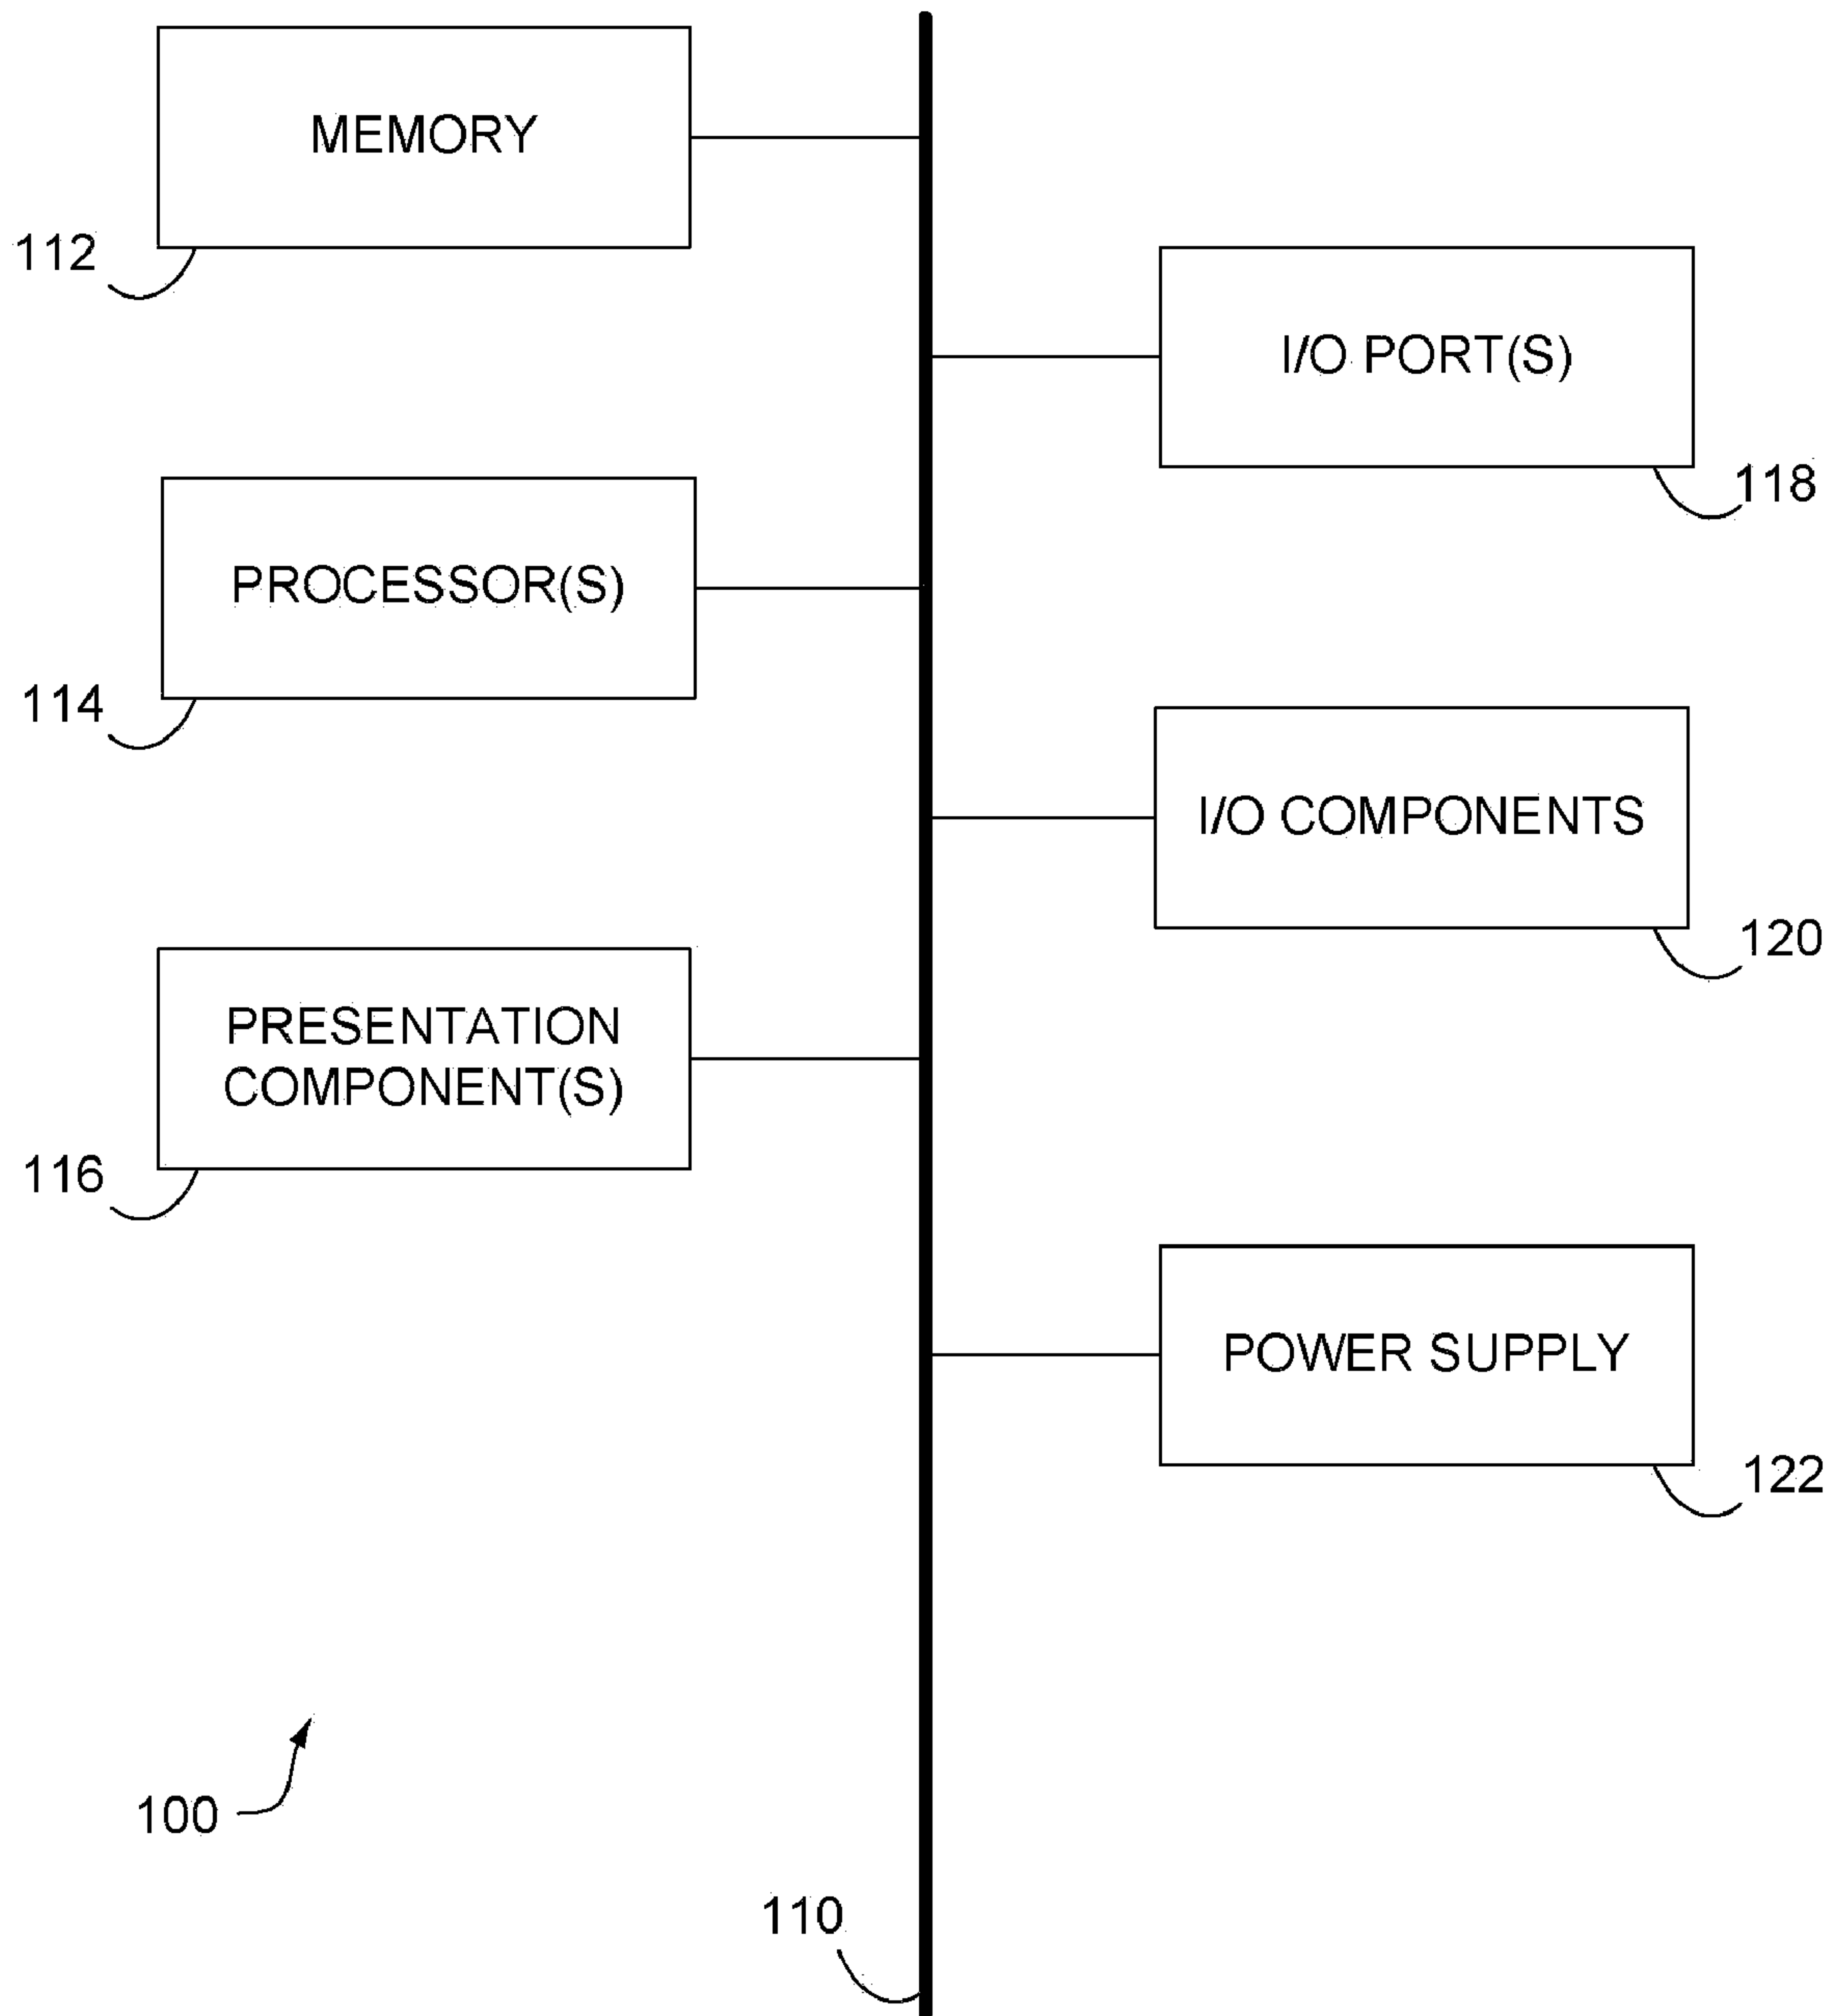 MEMORY
112
I/O PORT(S)
118
PROCESSOR(S)
114
I/O COMPONENTS
120
PRESENTATION
COMPONENT(S)
116
POWER SUPPLY
122
100
110